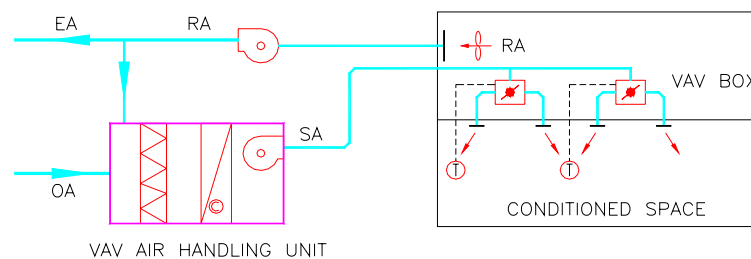 EA
RA
RA
VAV BOX
SA
OA
T
T
C
CONDITIONED SPACE
VAV AIR HANDLING UNIT